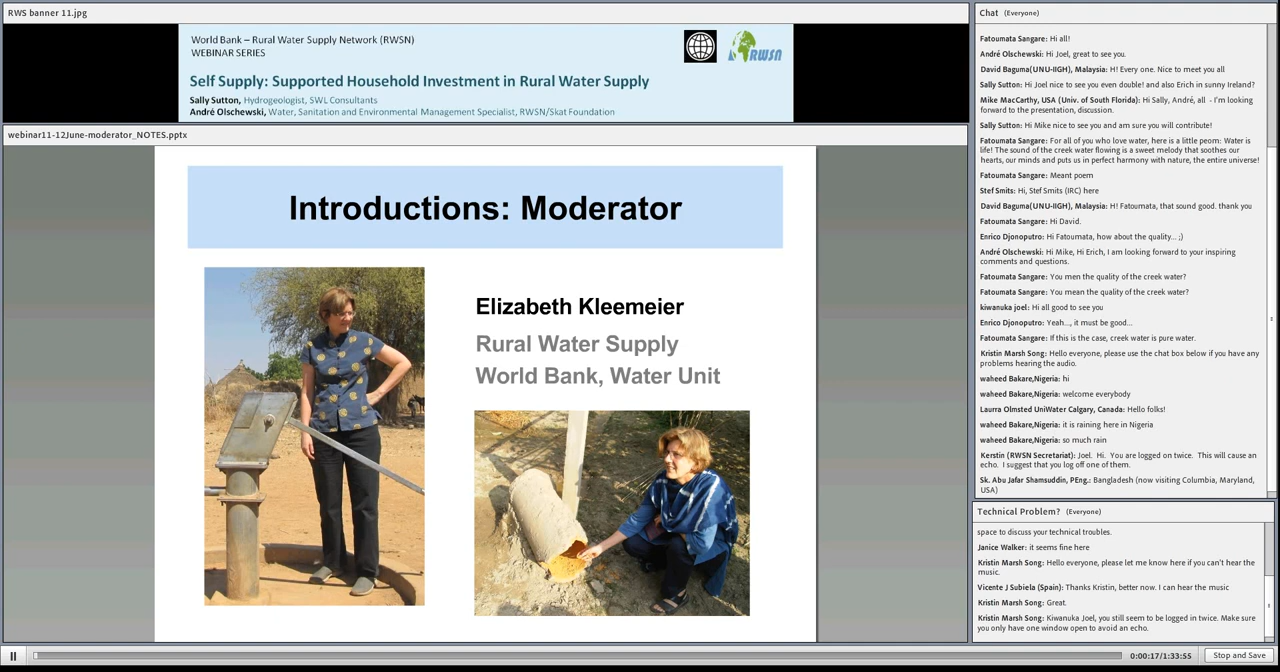 RWS banner 11.jpg
World Bank – Rural Water Supply Network (RWSN)
WEBINAR SERIES
RWSN
Self Supply: Supported Household Investment in Rural Water Supply
Sally Sutton, Hydrogeologist, SWL Consultants
André Olschewski, Water, Sanitation and Environmental Management Specialist, RWSN/Skat Foundation
webinar11-12June-moderator_NOTES.pptx
Introductions: Moderator
Elizabeth Kleemeier
Rural Water Supply
World Bank, Water Unit
Chat (Everyone)
Fatoumata Sangare: Hi all!
André Olschewski: Hi Joel, great to see you.
David Baguma(UNU-IIGH), Malaysia: H! Every one. Nice to meet you all
Sally Sutton: Hi Joel nice to see you even double! and also Erich in sunny Ireland?
Mike MacCarthy, USA (Univ. of South Florida): Hi Sally, André, all - I'm looking
forward to the presentation, discussion.
Sally Sutton: Hi Mike nice to see you and am sure you will contribute!
Fatoumata Sangare: For all of you who love water, here is a little peom: Water is
life! The sound of the creek water flowing is a sweet melody that soothes our
hearts, our minds and puts us in perfect harmony with nature, the entire universe!
Fatoumata Sangare: Meant poem
Stef Smits: Hi, Stef Smits (IRC) here
David Baguma(UNU-IIGH), Malaysia: H! Fatoumata, that sound good. thank you
Fatoumata Sangare: Hi David.
Enrico Djonoputro: Hi Fatoumata, how about the quality... ;)
André Olschewski: Hi Mike, Hi Erich, I am looking forward to your inspiring
comments and questions.
Fatoumata Sangare: You men the quality of the creek water?
Fatoumata Sangare: You mean the quality of the creek water?
kiwanuka joel: Hi all good to see you
Enrico Djonoputro: Yeah..., it must be good...
Fatoumata Sangare: If this is the case, creek water is pure water.
Kristin Marsh Song: Hello everyone, please use the chat box below if you have any
problems hearing the audio.
waheed Bakare,Nigeria: hi
waheed Bakare,Nigeria: welcome everybody
Laurra Olmsted UniWater Calgary, Canada: Hello folks!
waheed Bakare,Nigeria: it is raining here in Nigeria
waheed Bakare,Nigeria: so much rain
Kerstin (RWSN Secretariat): Joel. Hi. You are logged on twice. This will cause an
echo. I suggest that you log off one of them.
Sk. Abu Jafar Shamsuddin, PEng.: Bangladesh (now visiting Columbia, Maryland,
USA)
Technical Problem? (Everyone)
space to discuss your technical troubles.
Janice Walker: it seems fine here
Kristin Marsh Song: Hello everyone, please let me know here if you can't hear the
music.
Vicente J Subiela (Spain): Thanks Kristin, better now. I can hear the music
Kristin Marsh Song: Great.
Kristin Marsh Song: Kiwanuka Joel, you still seem to be logged in twice. Make sure
you only have one window open to avoid an echo.
0:00:17/1:33:55
Stop and Save